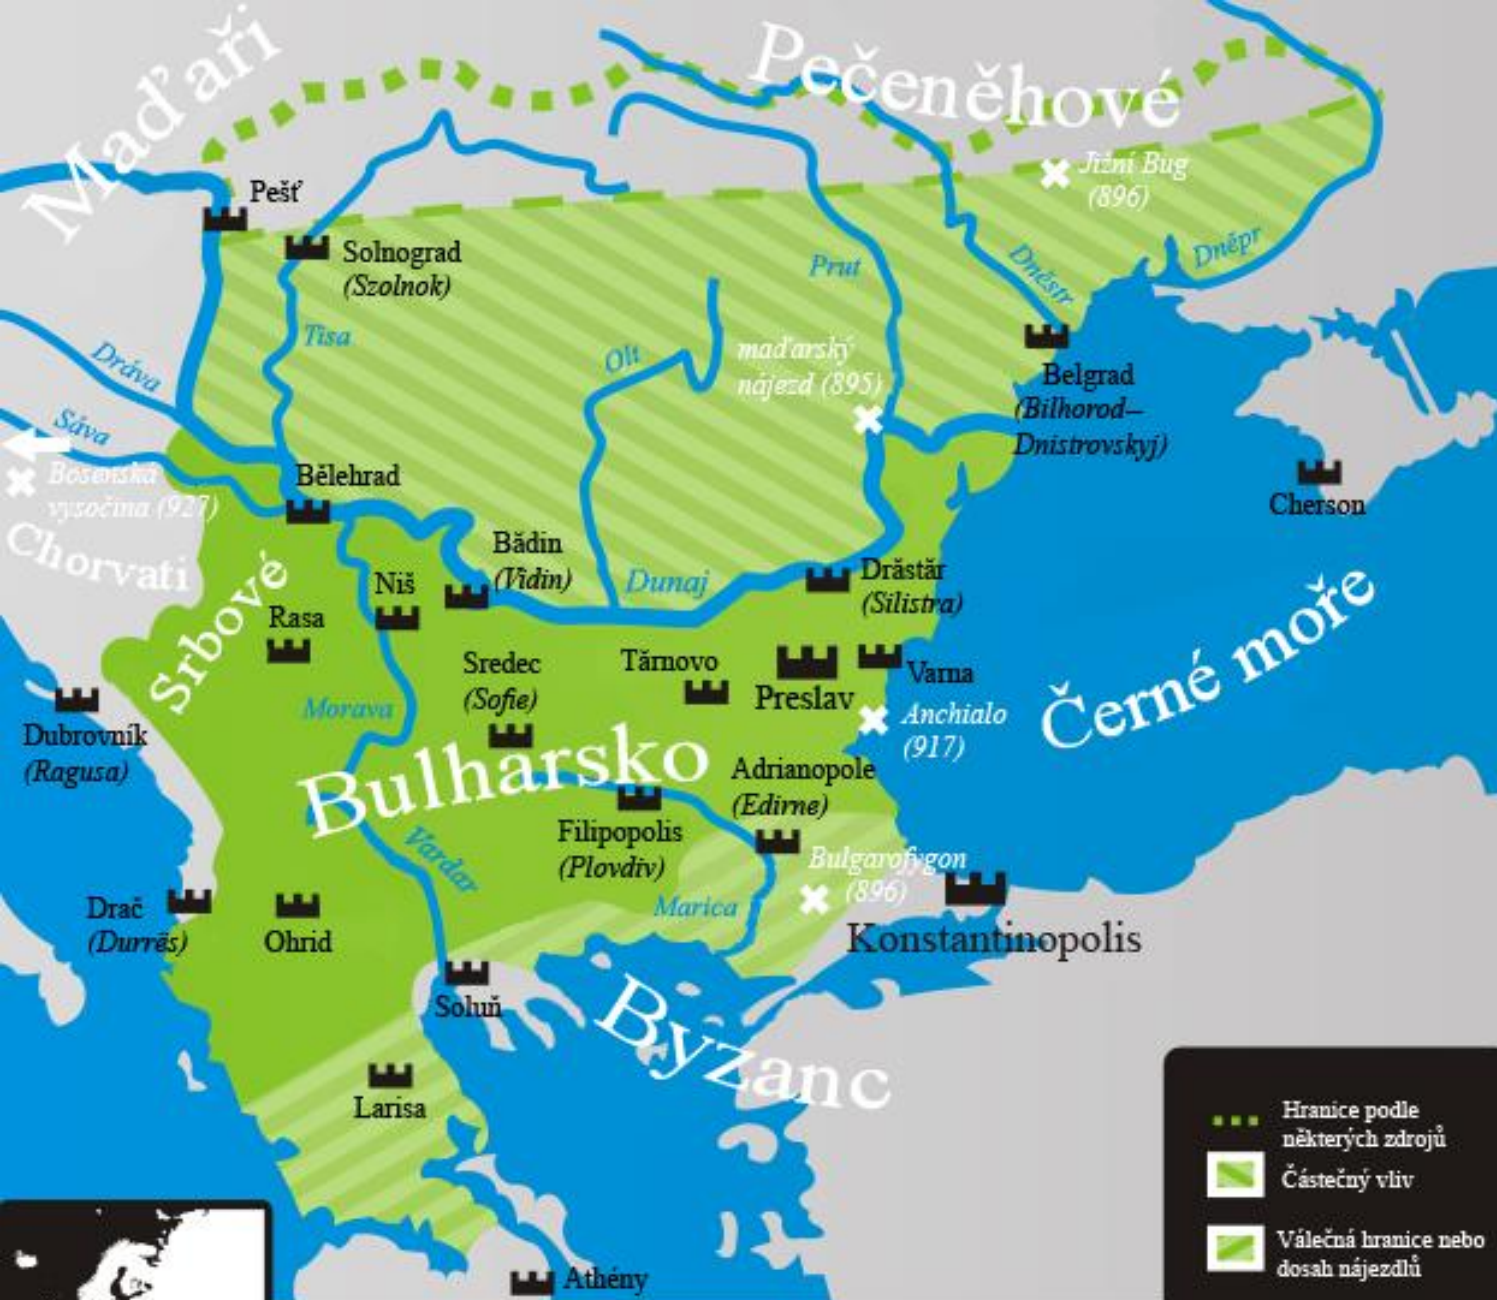 Maďaři
Pečeněhové
Jižní Bug
(896)
Pešť
Solnograd
(Szolnok)
Dněpr
Dněstr
Prut
Tisa
maďarský
nájezd (895)
Olt
Dráva
Sáva
Belgrad
(Bilhorod–
Dnistrovskyj)
Bosenská
vysočina (927)
Bělehrad
Cherson
Chorvati
Bădin
(Vidin)
Dunaj
Drăstăr
(Silistra)
Niš
Srbové
Rasa
Černé moře
Sredec
(Sofie)
Tărnovo
Preslav
Varna
Morava
Anchialo
(917)
Dubrovník
(Ragusa)
Bulharsko
Adrianopole
(Edirne)
Filipopolis
(Plovdiv)
Vardar
Bulgarofygon
(896)
Marica
Drač
(Durrës)
Ohrid
Konstantinopolis
Soluň
Byzanc
Larisa
Athény
Hranice podle
některých zdrojů
Částečný vliv
Válečná hranice nebo
dosah nájezdlů